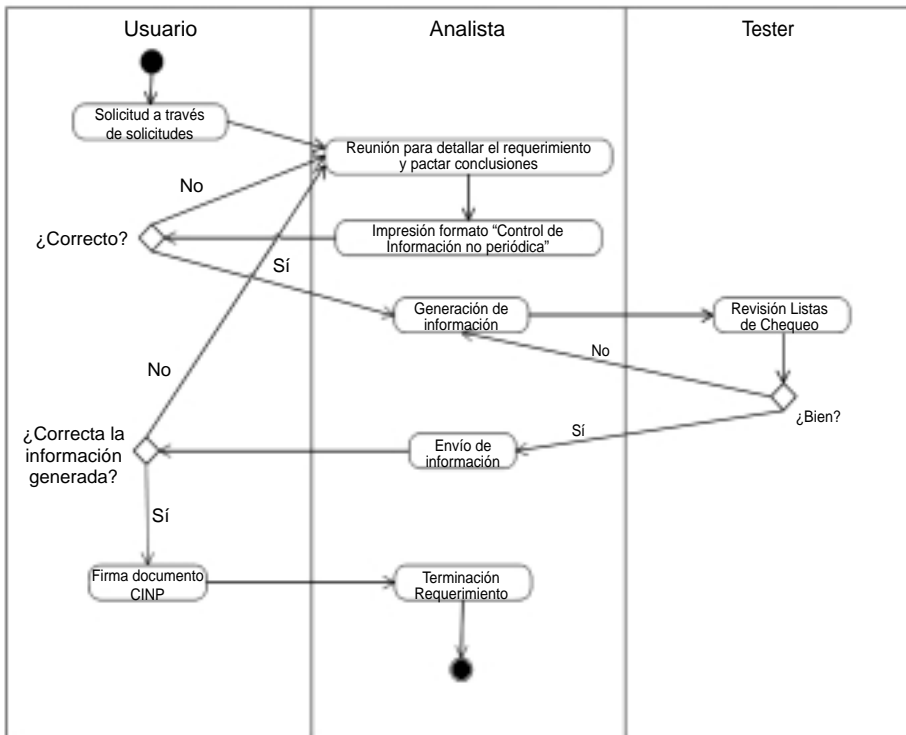 Usuario
Analista
Tester
Solicitud a través
de solicitudes
Reunión para detallar el requerimiento
y pactar conclusiones
No
¿Correcto?
Impresión formato “Control de
Información no periódica”
Sí
Generación de
información
Revisión Listas
de Chequeo
No
No
¿Bien?
¿Correcta la
información
generada?
Envío de
información
Sí
Sí
Firma documento
CINP
Terminación
Requerimiento